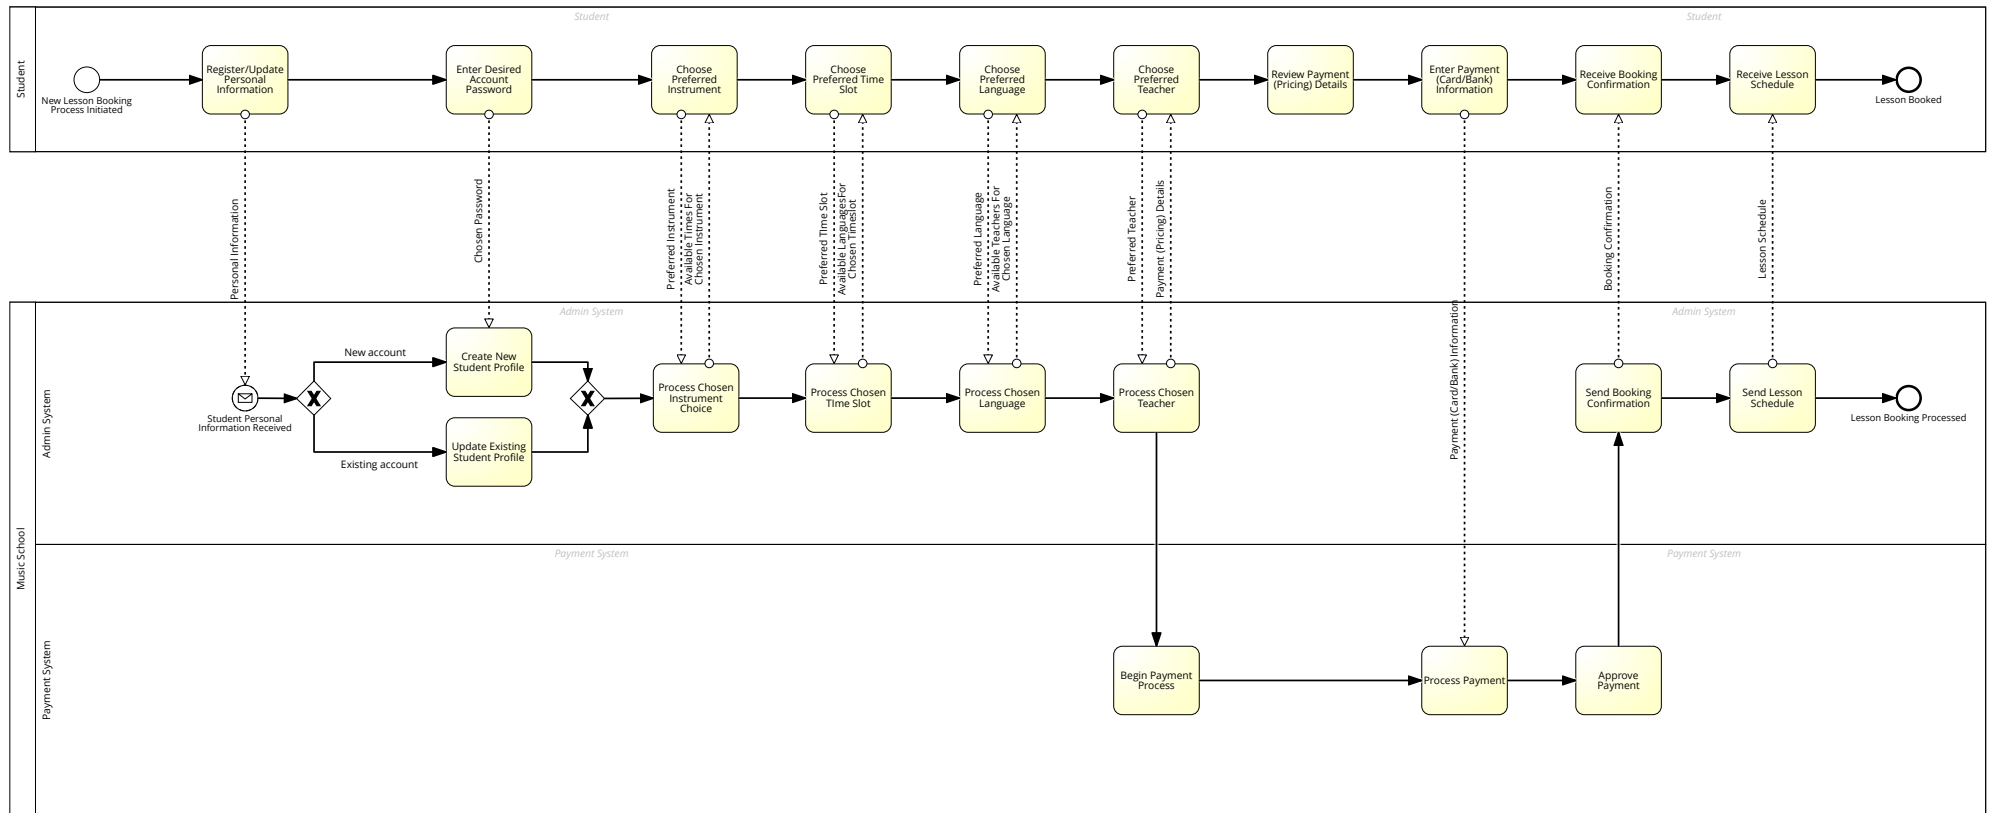 Student
Student
Student
New Lesson Booking
Process Initiated
Register/Update
Personal
Information
Enter Desired
Account
Password
Choose
Preferred
Instrument
Choose
Preferred Time
Slot
Choose
Preferred
Language
Choose
Preferred
Teacher
Review Payment
(Pricing) Details
Enter Payment
(Card/Bank)
Information
Receive Booking
Confirmation
Receive Lesson
Schedule
Lesson Booked
Personal Information
Chosen Password
Preferred Instrument
Available Times For
Chosen Instrument
Preferred TIme Slot
Available LanguagesFor
Chosen Timeslot
Preferred Language
Available Teachers For
Chosen Language
Preferred Teacher
Payment (Pricing) Details
Payment (Card/Bank) Information
Booking Confirmation
Lesson Schedule
Music School
Admin System
Admin System
Admin System
Student Personal
Information Received
New account
Existing account
Create New
Student Profile
Update Existing
Student Profile
Process Chosen
Instrument
Choice
Process Chosen
TIme Slot
Process Chosen
Language
Process Chosen
Teacher
Send Booking
Confirmation
Send Lesson
Schedule
Lesson Booking Processed
Payment System
Payment System
Payment System
Begin Payment
Process
Process Payment
Approve
Payment